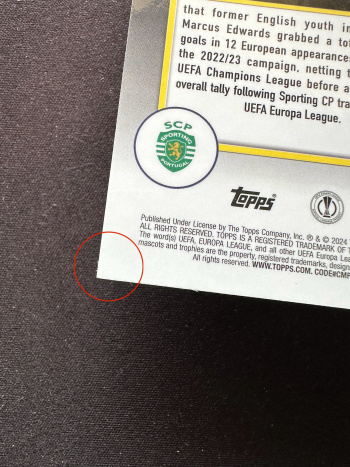 that former English youth in
Marcus Edwards grabbed a to
goals in 12 European appearances
the 2022/23 campaign, netting
UEFA Champions League before a
overall tally following Sporting CP tra
UEFA Europa League.
SCP
SPORTING
PORTUGAL
Topps
Published Under License by The Topps Company, Inc. ® & © 2024
ALL RIGHTS RESERVED. TOPPS IS A REGISTERED TRADEMARK OF T
The word(s) UEFA, EUROPA LEAGUE, and all other UEFA Europa Lea
mascots and trophies are the property, registered trademarks, design
All rights reserved. WWW.TOPPS.COM. CODE#CMP